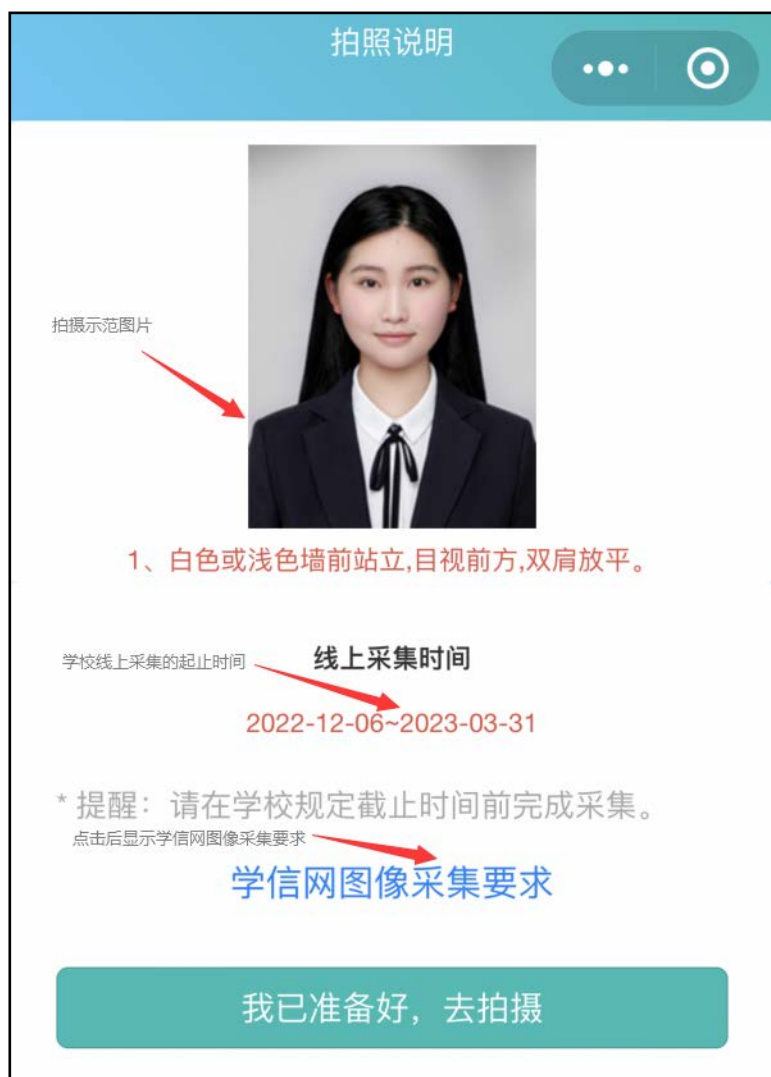 拍照说明
拍摄示范图片
1、白色或浅色墙前站立,目视前方,双肩放平。
学校线上采集的起止时间
线上采集时间
2022-12-06~2023-03-31
* 提醒：请在学校规定截止时间前完成采集。
点击后显示学信网图像采集要求
学信网图像采集要求
我已准备好，去拍摄